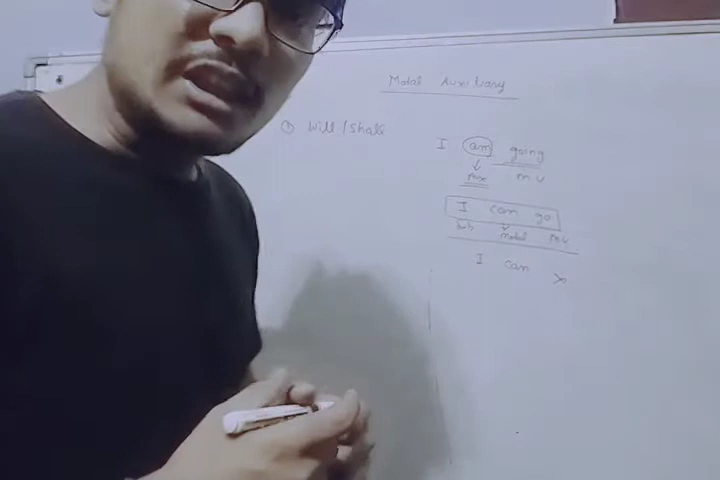 Modal Auxiliary
① Will / Shall
I am going
Aux M V
I can go
Sub Modal M V
I can ×